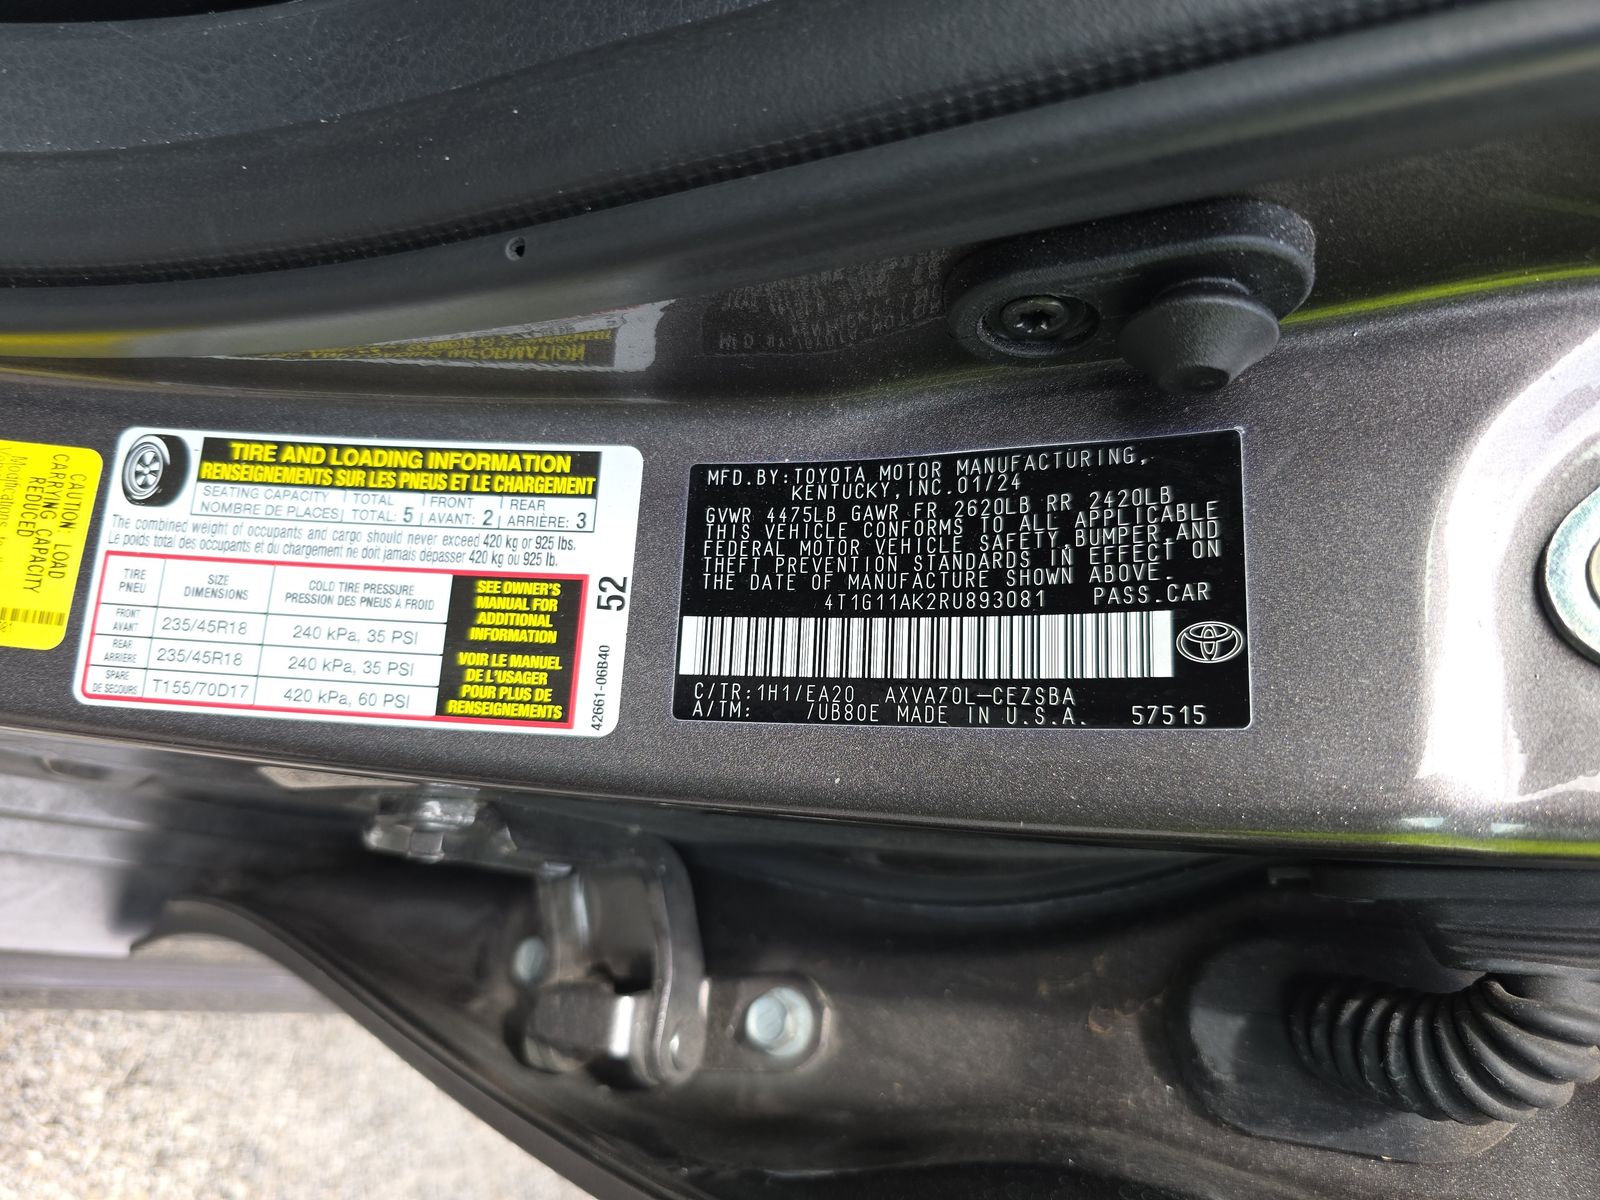 CAUTION: LOAD
CARRYING CAPACITY
REDUCED
TIRE AND LOADING INFORMATION
RENSEIGNEMENTS SUR LES PNEUS ET LE CHARGEMENT
SEATING CAPACITY TOTAL FRONT REAR
NOMBRE DE PLACES TOTAL: 5 AVANT: 2 ARRIÈRE: 3
The combined weight of occupants and cargo should never exceed 420 kg or 925 lbs.
Le poids total des occupants et du chargement ne doit jamais dépasser 420 kg ou 925 lb.
TIRE SIZE COLD TIRE PRESSURE
PNEU DIMENSIONS PRESSION DES PNEUS À FROID
FRONT
AVANT 235/45R18 240 kPa, 35 PSI
REAR
ARRIÈRE 235/45R18 240 kPa, 35 PSI
SPARE
DE SECOURS T155/70D17 420 kPa, 60 PSI
SEE OWNER'S
MANUAL FOR
ADDITIONAL
INFORMATION
VOIR LE MANUEL
DE L'USAGER
POUR PLUS DE
RENSEIGNEMENTS
52
42661-06B40
MFD.BY:TOYOTA MOTOR MANUFACTURING,
KENTUCKY, INC.01/24
GVWR 4475LB GAWR FR 2620LB RR 2420LB
THIS VEHICLE CONFORMS TO ALL APPLICABLE
FEDERAL MOTOR VEHICLE SAFETY,BUMPER,AND
THEFT PREVENTION STANDARDS IN EFFECT ON
THE DATE OF MANUFACTURE SHOWN ABOVE.
4T1G11AK2RU893081 PASS.CAR
C/TR:1H1/EA20 AXVA70L-CEZSBA
A/TM: 7UB80E MADE IN U.S.A. 57515